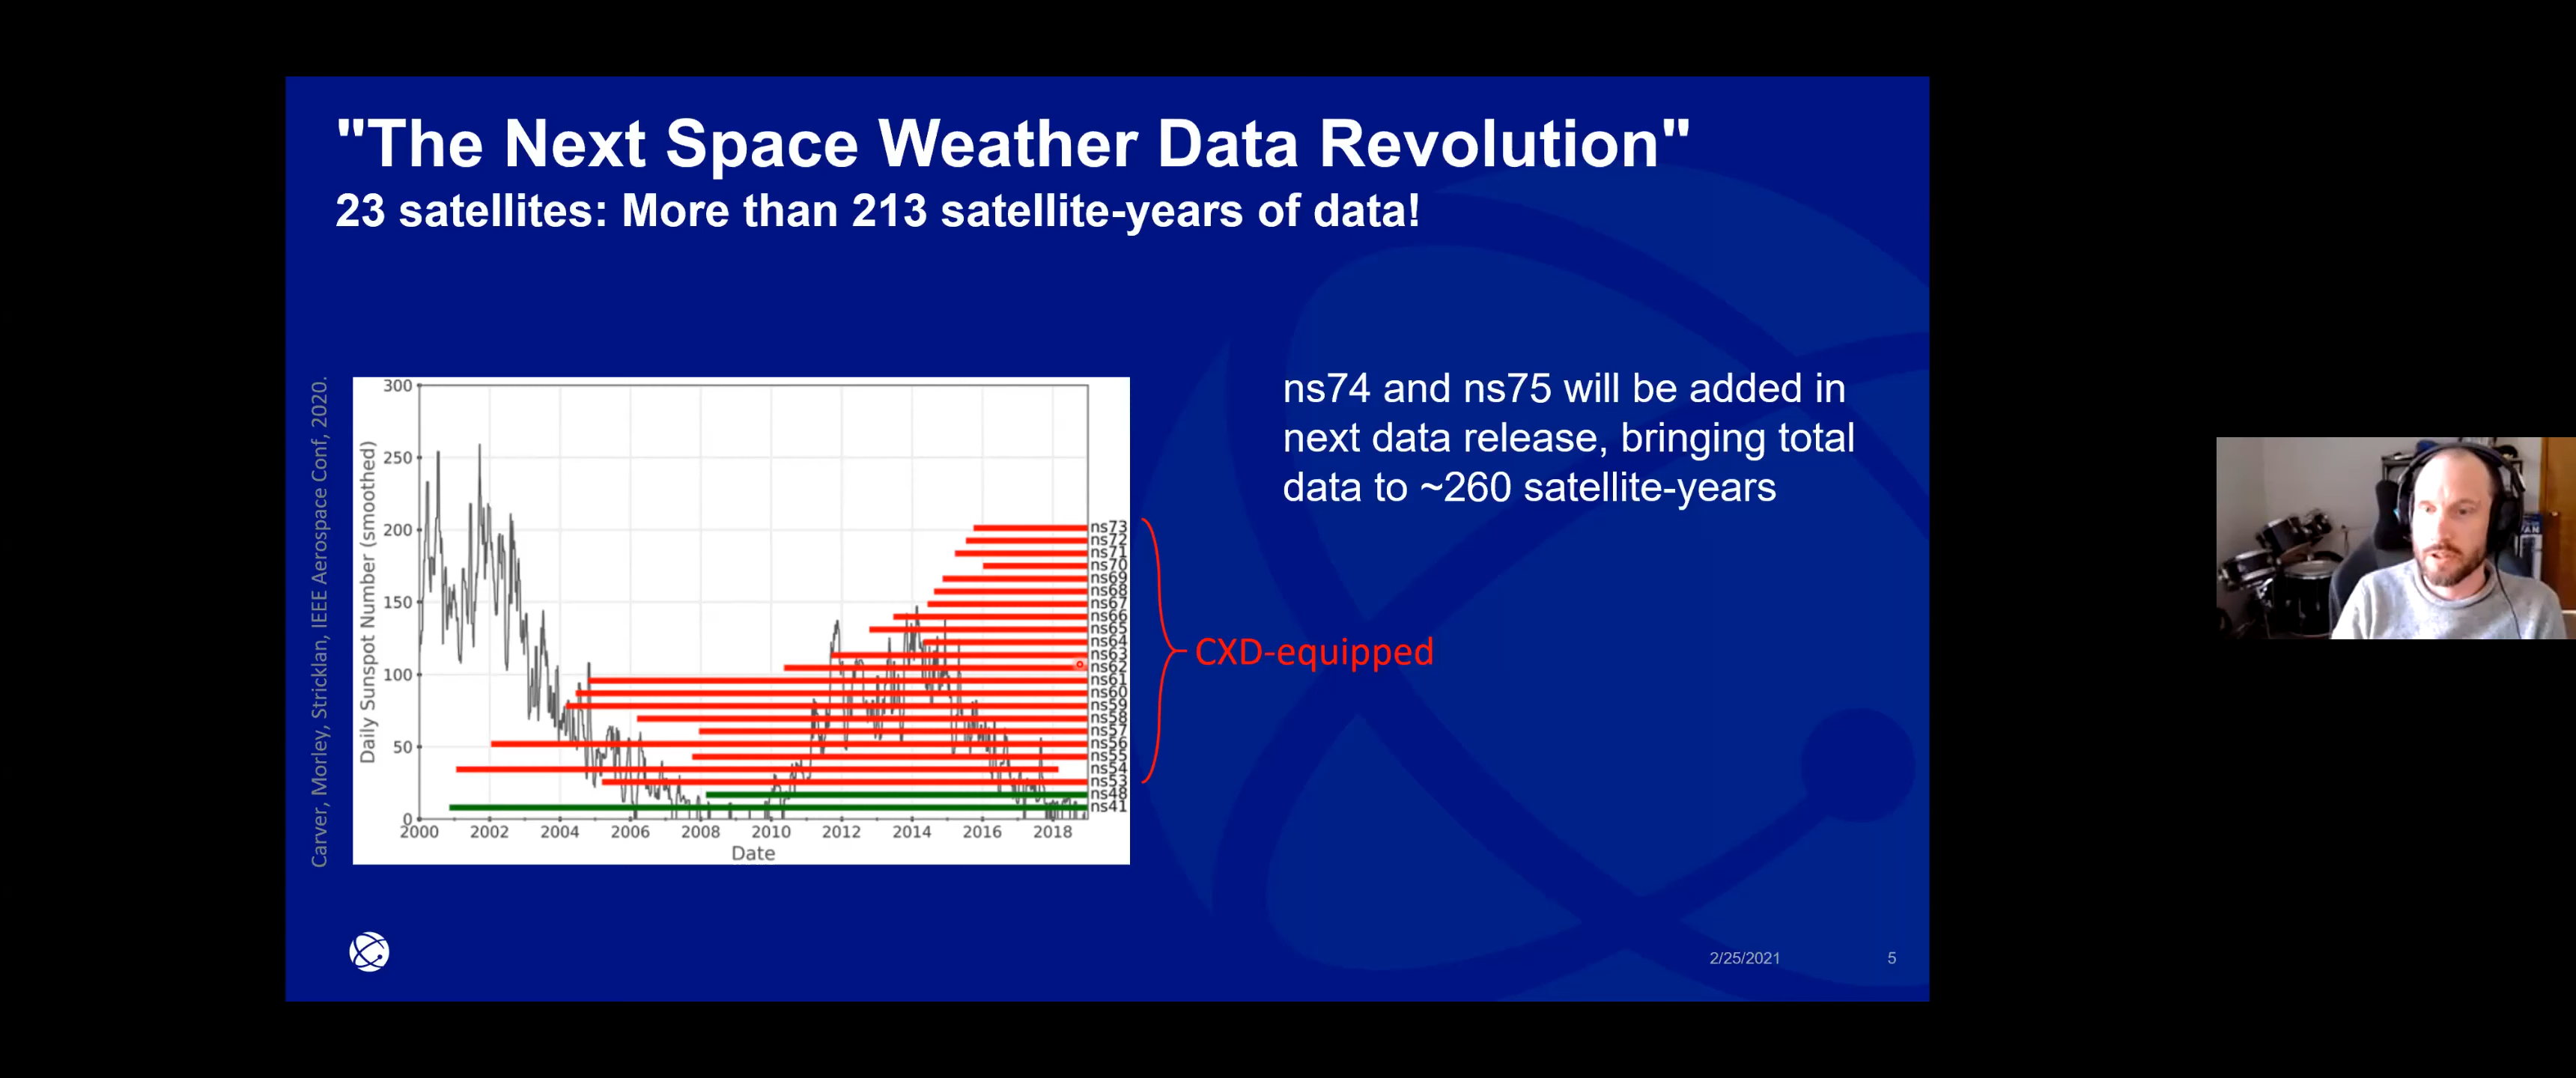 "The Next Space Weather Data Revolution"
23 satellites: More than 213 satellite-years of data!
Carver, Morley, Stricklan, IEEE Aerospace Conf, 2020.
Daily Sunspot Number (smoothed)
300
250
200
150
100
50
0
2000 2002 2004 2006 2008 2010 2012 2014 2016 2018
Date
ns73
ns72
ns71
ns70
ns69
ns68
ns67
ns66
ns65
ns64
ns63
ns62
ns61
ns60
ns59
ns58
ns57
ns56
ns55
ns54
ns53
ns48
ns41
CXD-equipped
ns74 and ns75 will be added in
next data release, bringing total
data to ~260 satellite-years
2/25/2021
5